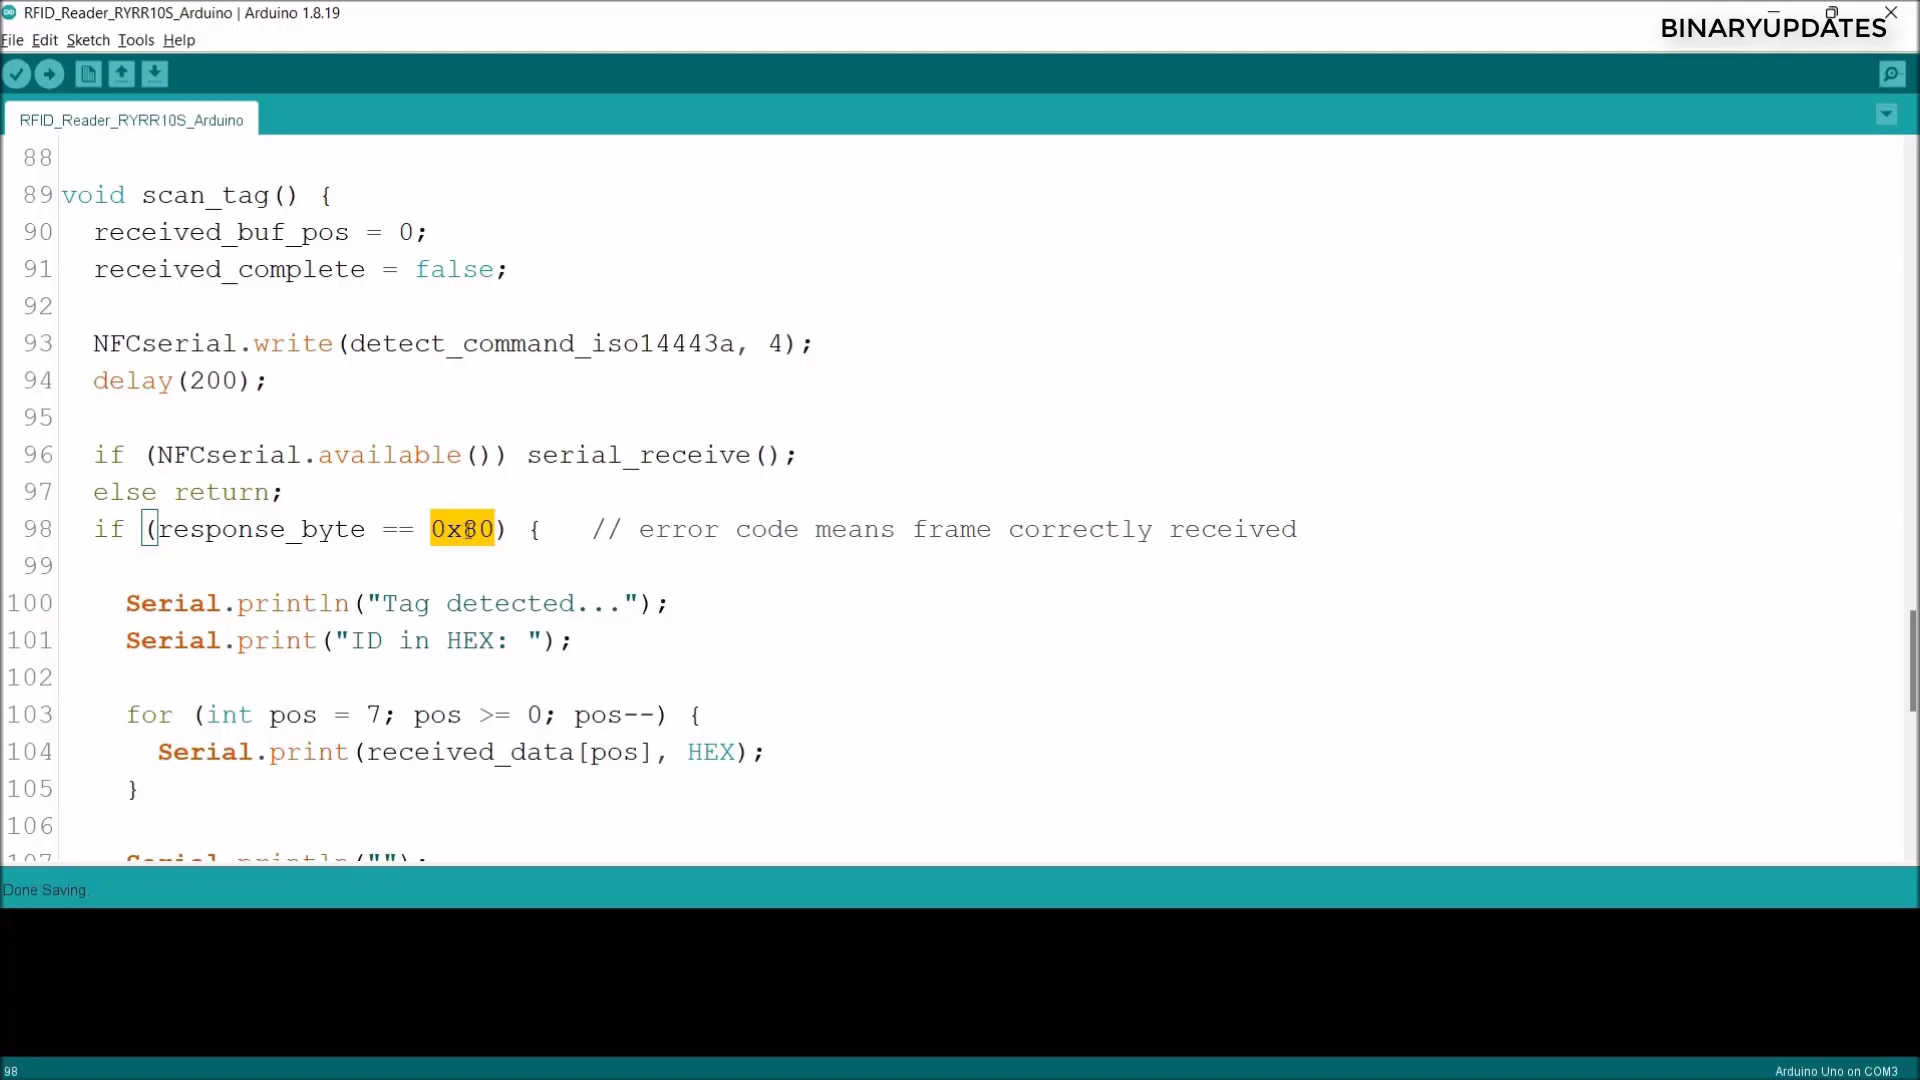 RFID_Reader_RYRR10S_Arduino | Arduino 1.8.19
BINARYUPDATES
File Edit Sketch Tools Help
RFID_Reader_RYRR10S_Arduino
88
89 void scan_tag() {
90 received_buf_pos = 0;
91 received_complete = false;
92
93 NFCserial.write(detect_command_iso14443a, 4);
94 delay(200);
95
96 if (NFCserial.available()) serial_receive();
97 else return;
98 if (response_byte == 0x80) { // error code means frame correctly received
99
100 Serial.println("Tag detected...");
101 Serial.print("ID in HEX: ");
102
103 for (int pos = 7; pos >= 0; pos--) {
104 Serial.print(received_data[pos], HEX);
105 }
106
107 Serial.println("");
Done Saving.
98
Arduino Uno on COM3